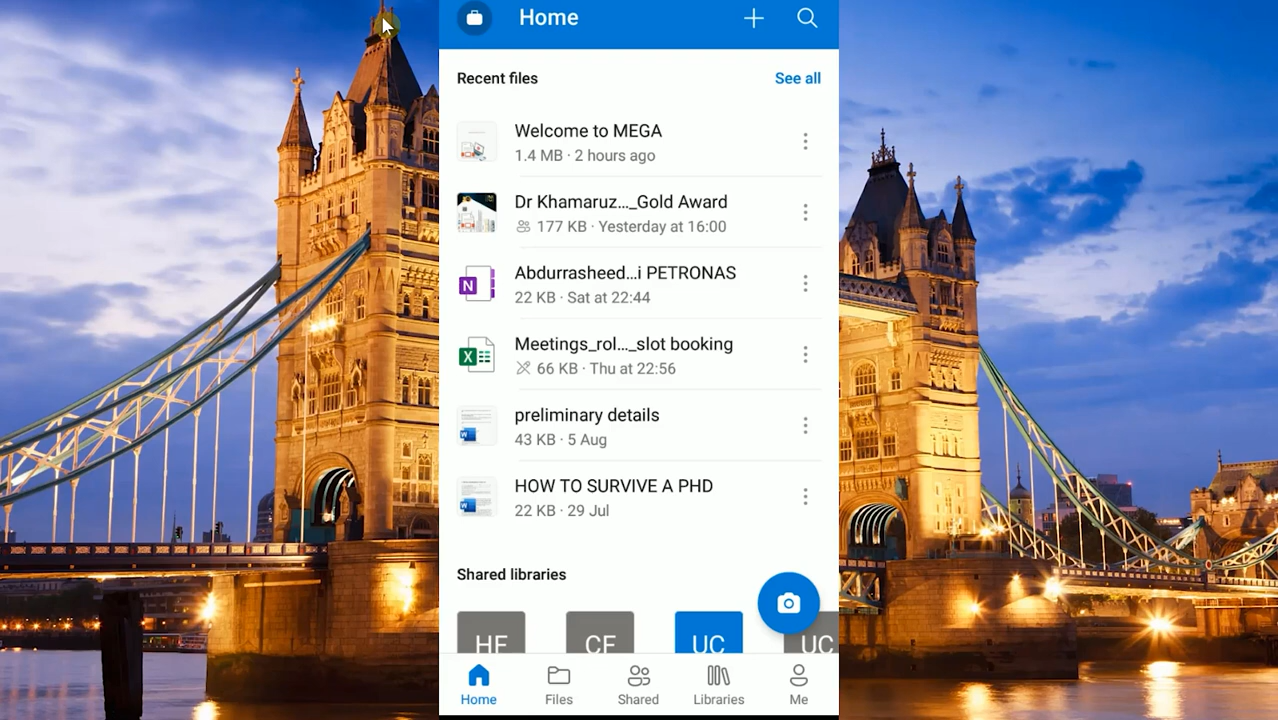 Home
Recent files
See all
Welcome to MEGA
1.4 MB · 2 hours ago
Dr Khamaruz..._Gold Award
177 KB · Yesterday at 16:00
N
Abdurrasheed...i PETRONAS
22 KB · Sat at 22:44
X
Meetings_rol..._slot booking
66 KB · Thu at 22:56
W
preliminary details
43 KB · 5 Aug
W
HOW TO SURVIVE A PHD
22 KB · 29 Jul
Shared libraries
HF
CF
UC
UC
Home
Files
Shared
Libraries
Me